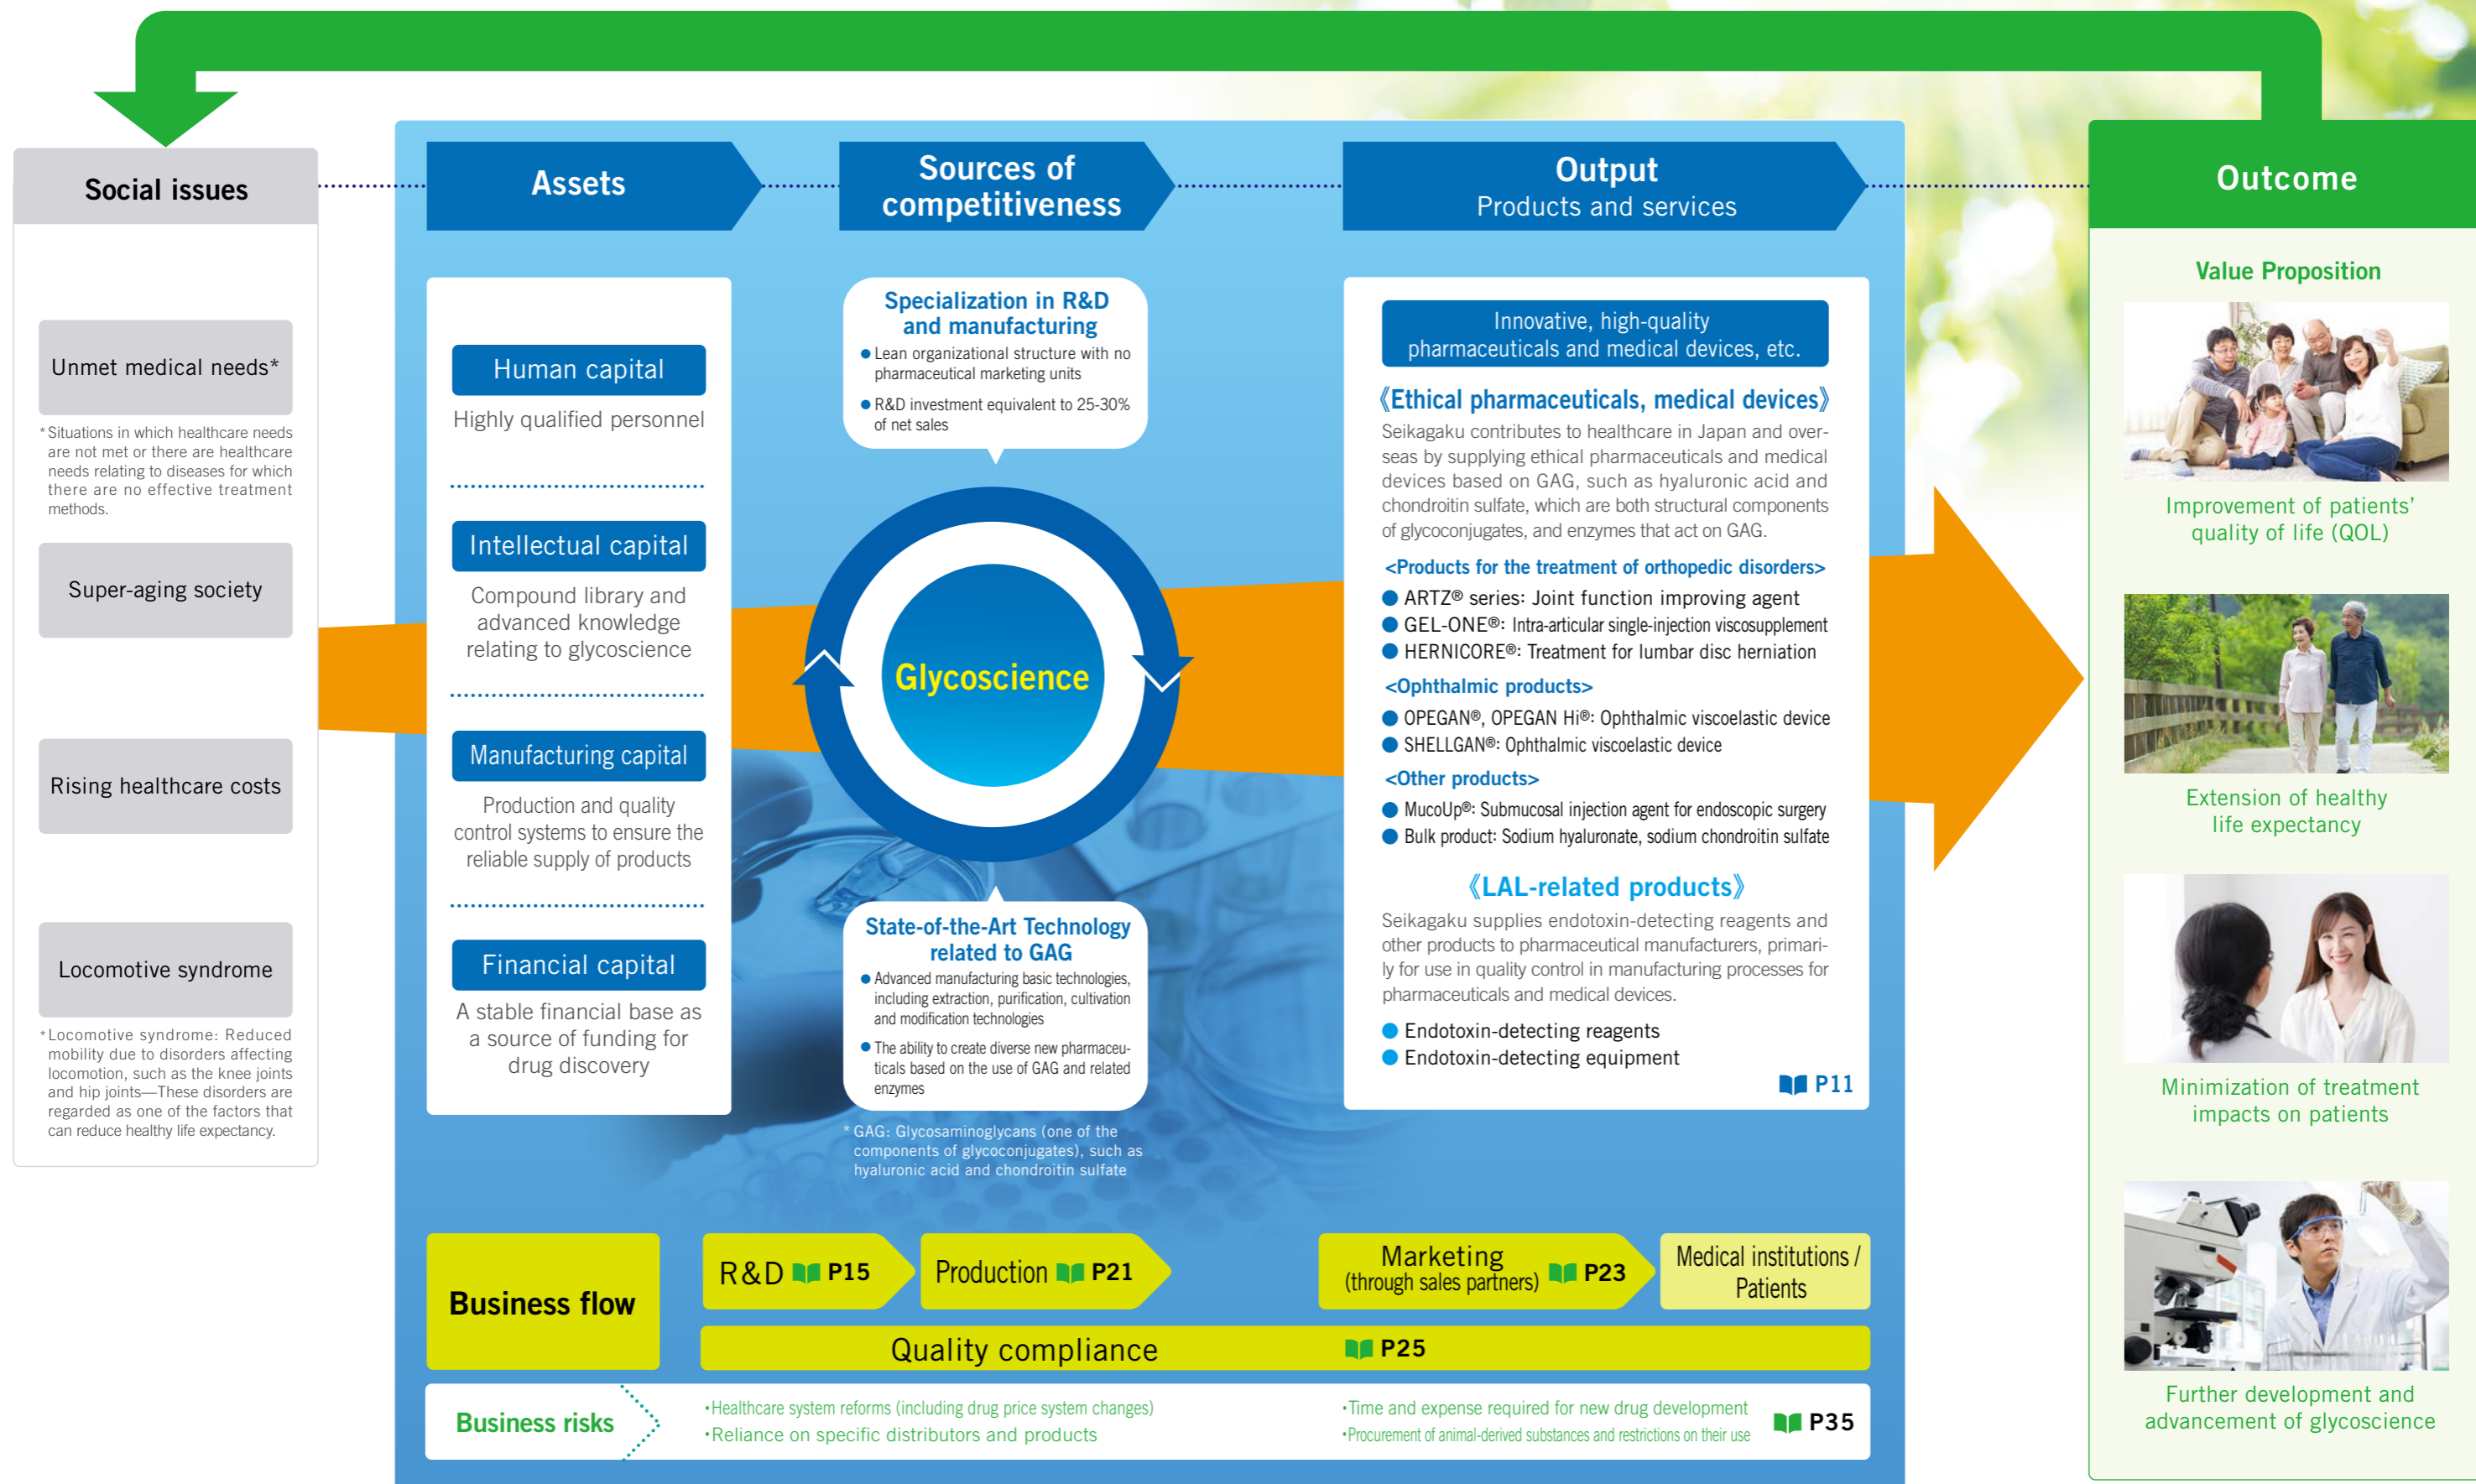 Social issues
Unmet medical needs*
* Situations in which healthcare needs
are not met or there are healthcare
needs relating to diseases for which
there are no effective treatment
methods.
Super-aging society
Rising healthcare costs
Locomotive syndrome
* Locomotive syndrome: Reduced
mobility due to disorders affecting
locomotion, such as the knee joints
and hip joints—These disorders are
regarded as one of the factors that
can reduce healthy life expectancy.
Assets
Human capital
Highly qualified personnel
Intellectual capital
Compound library and
advanced knowledge
relating to glycoscience
Manufacturing capital
Production and quality
control systems to ensure the
reliable supply of products
Financial capital
A stable financial base as
a source of funding for
drug discovery
Sources of
competitiveness
Specialization in R&D
and manufacturing
● Lean organizational structure with no
pharmaceutical marketing units
● R&D investment equivalent to 25-30%
of net sales
Glycoscience
State-of-the-Art Technology
related to GAG
● Advanced manufacturing basic technologies,
including extraction, purification, cultivation
and modification technologies
● The ability to create diverse new pharmaceu-
ticals based on the use of GAG and related
enzymes
* GAG: Glycosaminoglycans (one of the
components of glycoconjugates), such as
hyaluronic acid and chondroitin sulfate
Output
Products and services
Innovative, high-quality
pharmaceuticals and medical devices, etc.
《Ethical pharmaceuticals, medical devices》
Seikagaku contributes to healthcare in Japan and over-
seas by supplying ethical pharmaceuticals and medical
devices based on GAG, such as hyaluronic acid and
chondroitin sulfate, which are both structural components
of glycoconjugates, and enzymes that act on GAG.
<Products for the treatment of orthopedic disorders>
● ARTZ® series: Joint function improving agent
● GEL-ONE®: Intra-articular single-injection viscosupplement
● HERNICORE®: Treatment for lumbar disc herniation
<Ophthalmic products>
● OPEGAN®, OPEGAN Hi®: Ophthalmic viscoelastic device
● SHELLGAN®: Ophthalmic viscoelastic device
<Other products>
● MucoUp®: Submucosal injection agent for endoscopic surgery
● Bulk product: Sodium hyaluronate, sodium chondroitin sulfate
《LAL-related products》
Seikagaku supplies endotoxin-detecting reagents and
other products to pharmaceutical manufacturers, primari-
ly for use in quality control in manufacturing processes for
pharmaceuticals and medical devices.
● Endotoxin-detecting reagents
● Endotoxin-detecting equipment
P11
Outcome
Value Proposition
Improvement of patients'
quality of life (QOL)
Extension of healthy
life expectancy
Minimization of treatment
impacts on patients
Further development and
advancement of glycoscience
Business flow
R&D P15
Production P21
Marketing
(through sales partners) P23
Medical institutions /
Patients
Quality compliance P25
Business risks
・Healthcare system reforms (including drug price system changes)
・Reliance on specific distributors and products
・Time and expense required for new drug development
・Procurement of animal-derived substances and restrictions on their use
P35